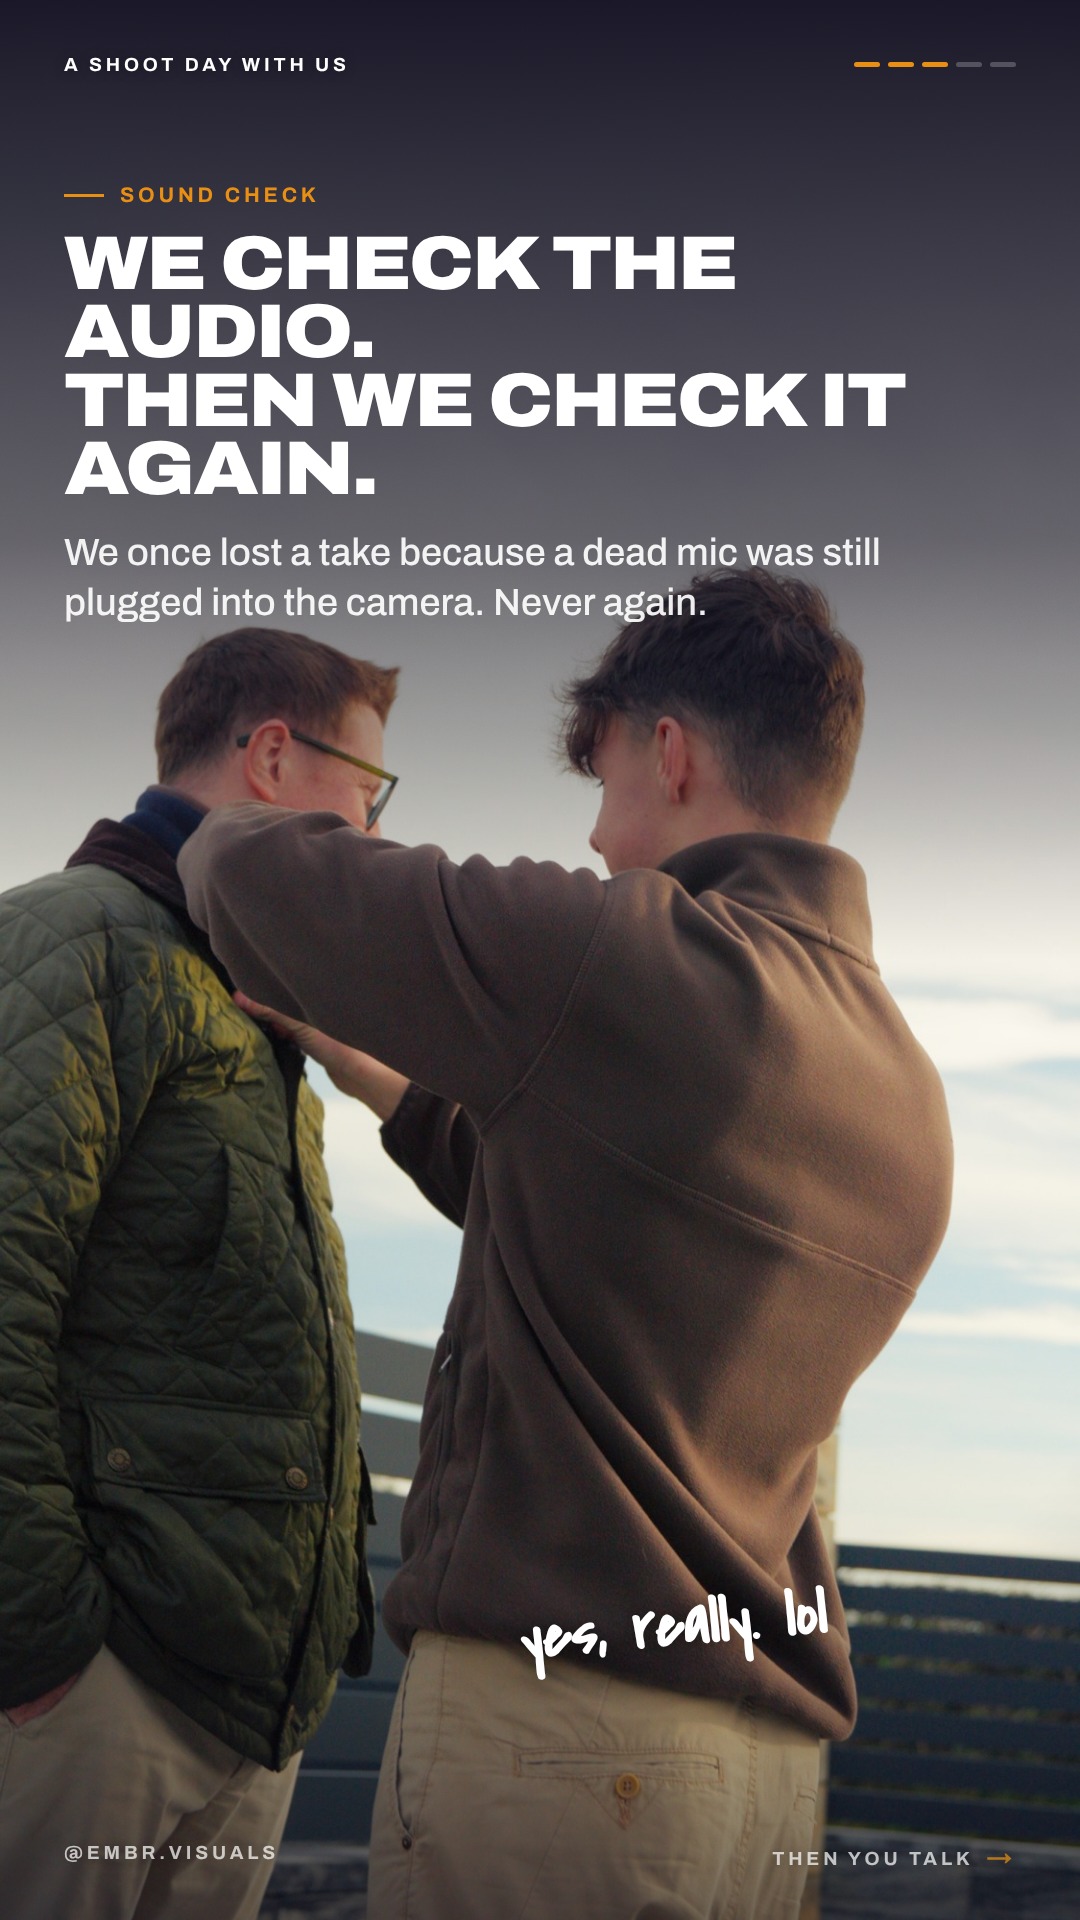 A SHOOT DAY WITH US
SOUND CHECK
WE CHECK THE
AUDIO.
THEN WE CHECK IT
AGAIN.
We once lost a take because a dead mic was still
plugged into the camera. Never again.
yes, really. lol
@EMBR.VISUALS
THEN YOU TALK →